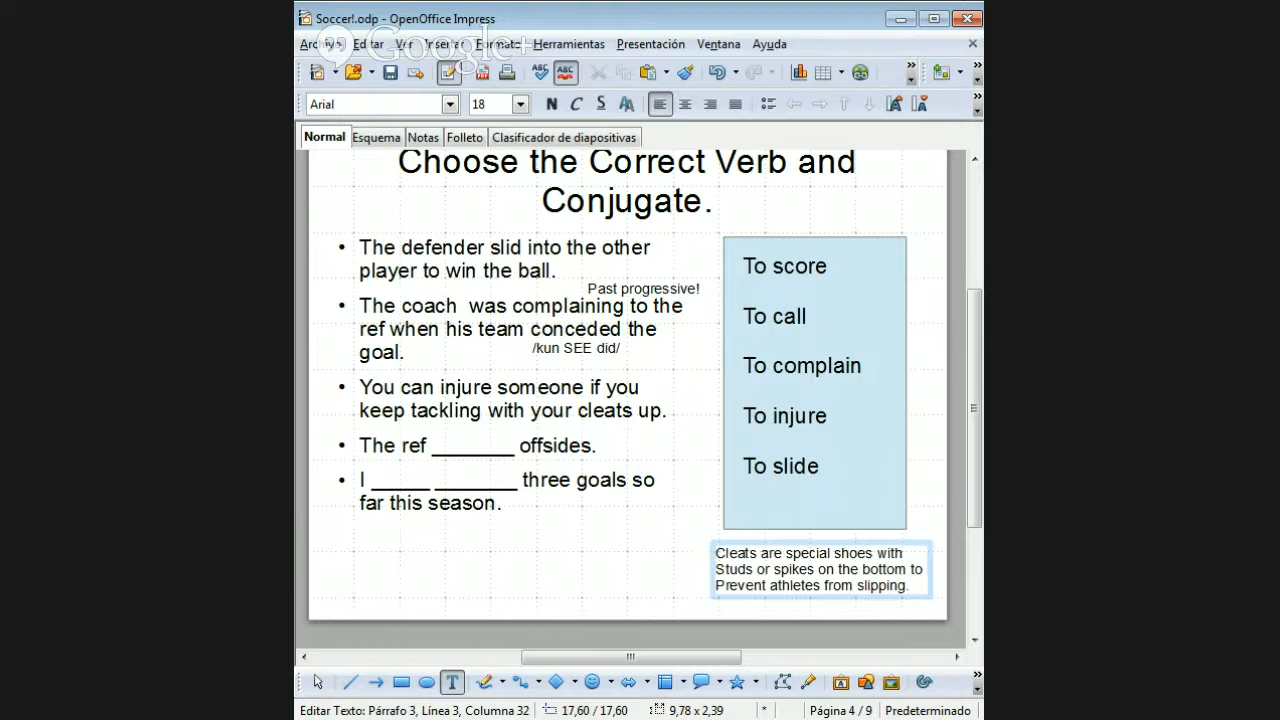 Soccer!.odp - OpenOffice Impress
Google+
Archivo Editar Ver Insertar Formato Herramientas Presentación Ventana Ayuda
Arial 18 N C S
Normal Esquema Notas Folleto Clasificador de diapositivas
Choose the Correct Verb and
Conjugate.
• The defender slid into the other
player to win the ball.
Past progressive!
• The coach was complaining to the
ref when his team conceded the
/kun SEE did/
goal.
• You can injure someone if you
keep tackling with your cleats up.
• The ref _______ offsides.
• I _____ _______ three goals so
far this season.
To score
To call
To complain
To injure
To slide
Cleats are special shoes with
Studs or spikes on the bottom to
Prevent athletes from slipping.
Editar Texto: Párrafo 3, Línea 3, Columna 32 17,60 / 17,60 9,78 x 2,39 * Página 4 / 9 Predeterminado